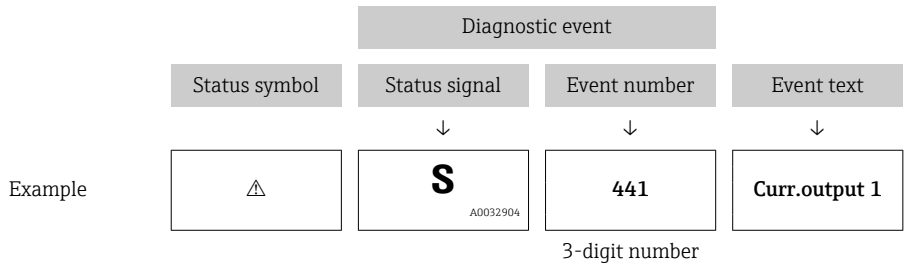 Diagnostic event
Status symbol Status signal Event number Event text
↓ ↓ ↓
Example ⚠ S 441 Curr.output 1
A0032904
3-digit number